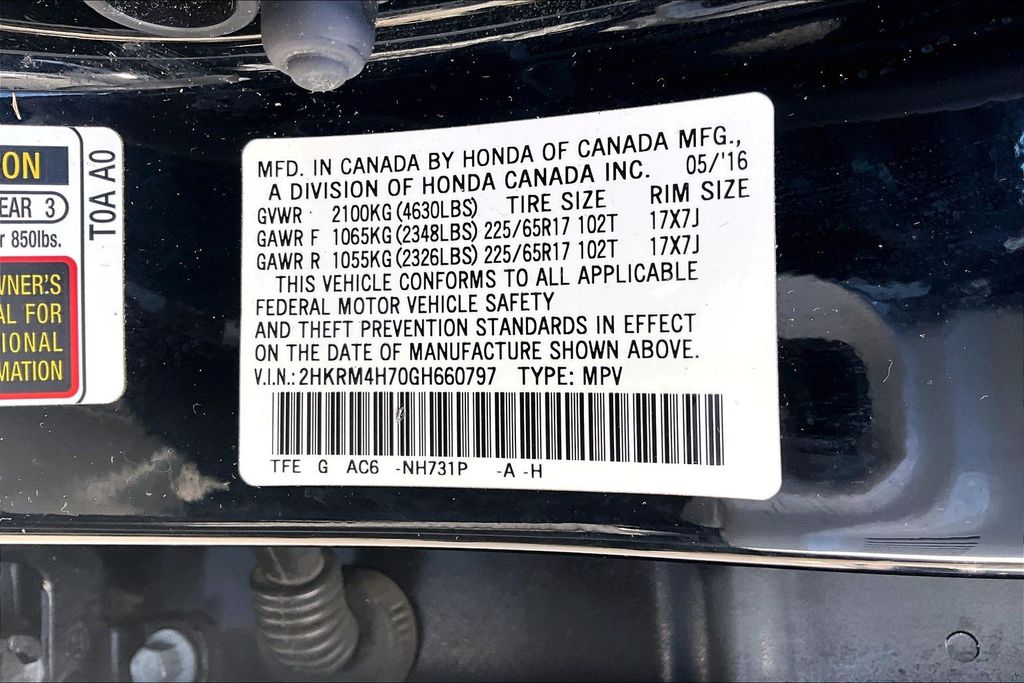 ON
EAR 3
r 850lbs.
WNER'S
AL FOR
IONAL
MATION
T0A A0
MFD. IN CANADA BY HONDA OF CANADA MFG.,
A DIVISION OF HONDA CANADA INC. 05/'16
GVWR 2100KG (4630LBS) TIRE SIZE RIM SIZE
GAWR F 1065KG (2348LBS) 225/65R17 102T 17X7J
GAWR R 1055KG (2326LBS) 225/65R17 102T 17X7J
THIS VEHICLE CONFORMS TO ALL APPLICABLE
FEDERAL MOTOR VEHICLE SAFETY
AND THEFT PREVENTION STANDARDS IN EFFECT
ON THE DATE OF MANUFACTURE SHOWN ABOVE.
V.I.N.: 2HKRM4H70GH660797 TYPE: MPV
TFE G AC6 -NH731P -A -H